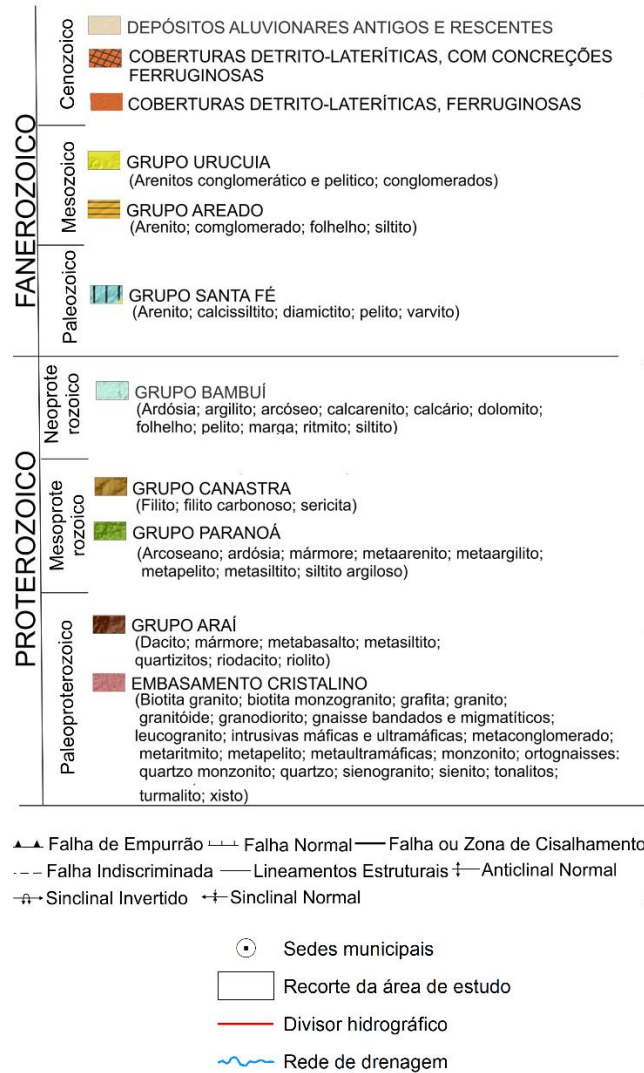 FANEROZOICO
Cenozoico
DEPÓSITOS ALUVIONARES ANTIGOS E RESCENTES
COBERTURAS DETRITO-LATERÍTICAS, COM CONCREÇÕES
FERRUGINOSAS
COBERTURAS DETRITO-LATERÍTICAS, FERRUGINOSAS
Mesozoico
GRUPO URUCUIA
(Arenitos conglomerático e pelitico; conglomerados)
GRUPO AREADO
(Arenito; comglomerado; folhelho; siltito)
Paleozoico
GRUPO SANTA FÉ
(Arenito; calcissiltito; diamictito; pelito; varvito)
PROTEROZOICO
Neoprote
rozoico
GRUPO BAMBUÍ
(Ardósia; argilito; arcóseo; calcarenito; calcário; dolomito;
folhelho; pelito; marga; ritmito; siltito)
Mesoprote
rozoico
GRUPO CANASTRA
(Filito; filito carbonoso; sericita)
GRUPO PARANOÁ
(Arcoseano; ardósia; mármore; metaarenito; metaargilito;
metapelito; metasiltito; siltito argiloso)
Paleoproterozoico
GRUPO ARAÍ
(Dacito; mármore; metabasalto; metasiltito;
quartizitos; riodacito; riolito)
EMBASAMENTO CRISTALINO
(Biotita granito; biotita monzogranito; grafita; granito;
granitóide; granodiorito; gnaisse bandados e migmatíticos;
leucogranito; intrusivas máficas e ultramáficas; metaconglomerado;
metaritmito; metapelito; metaultramáficas; monzonito; ortognaisses:
quartzo monzonito; quartzo; sienogranito; sienito; tonalitos;
turmalito; xisto)
Falha de Empurrão Falha Normal Falha ou Zona de Cisalhamento
Falha Indiscriminada Lineamentos Estruturais Anticlinal Normal
Sinclinal Invertido Sinclinal Normal
Sedes municipais
Recorte da área de estudo
Divisor hidrográfico
Rede de drenagem